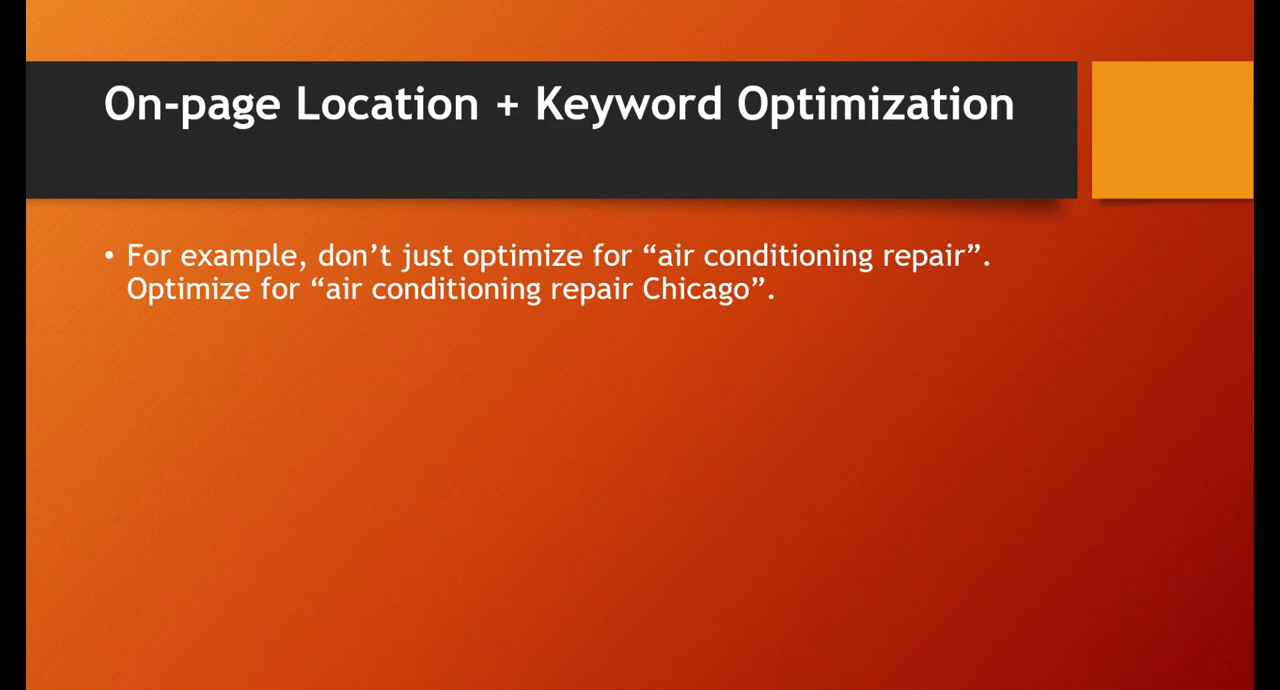 On-page Location + Keyword Optimization
• For example, don’t just optimize for “air conditioning repair”.
Optimize for “air conditioning repair Chicago”.